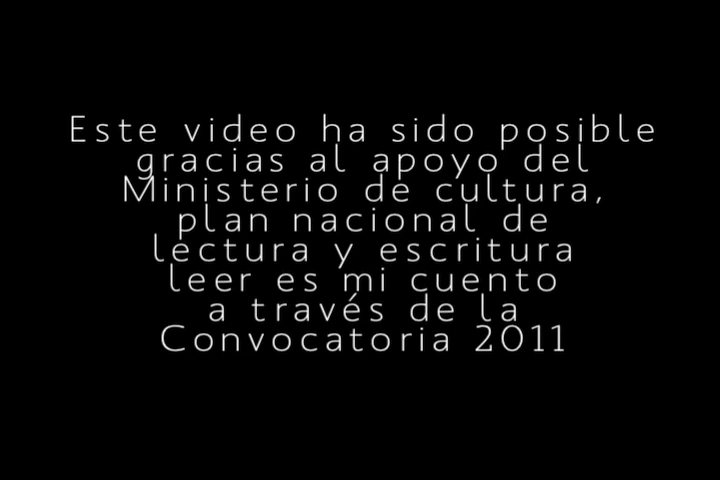 Este video ha sido posible
gracias al apoyo del
Ministerio de cultura,
plan nacional de
lectura y escritura
leer es mi cuento
a través de la
Convocatoria 2011